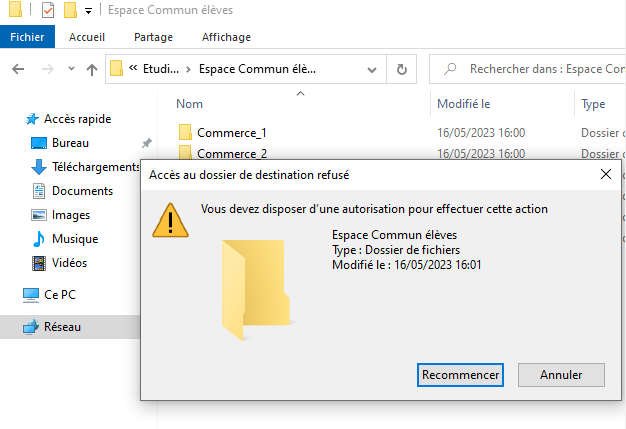 Espace Commun élèves
Fichier Accueil Partage Affichage
« Etudi... Espace Commun élè... Rechercher dans : Espace Con
Nom Modifié le Type
Accès rapide
Commerce_1 16/05/2023 16:00 Dossier d
Bureau
Commerce_2 16/05/2023 16:00 Dossier d
Téléchargements
Documents
Images
Musique
Vidéos
Ce PC
Réseau
Accès au dossier de destination refusé
Vous devez disposer d'une autorisation pour effectuer cette action
Espace Commun élèves
Type : Dossier de fichiers
Modifié le : 16/05/2023 16:01
Recommencer Annuler